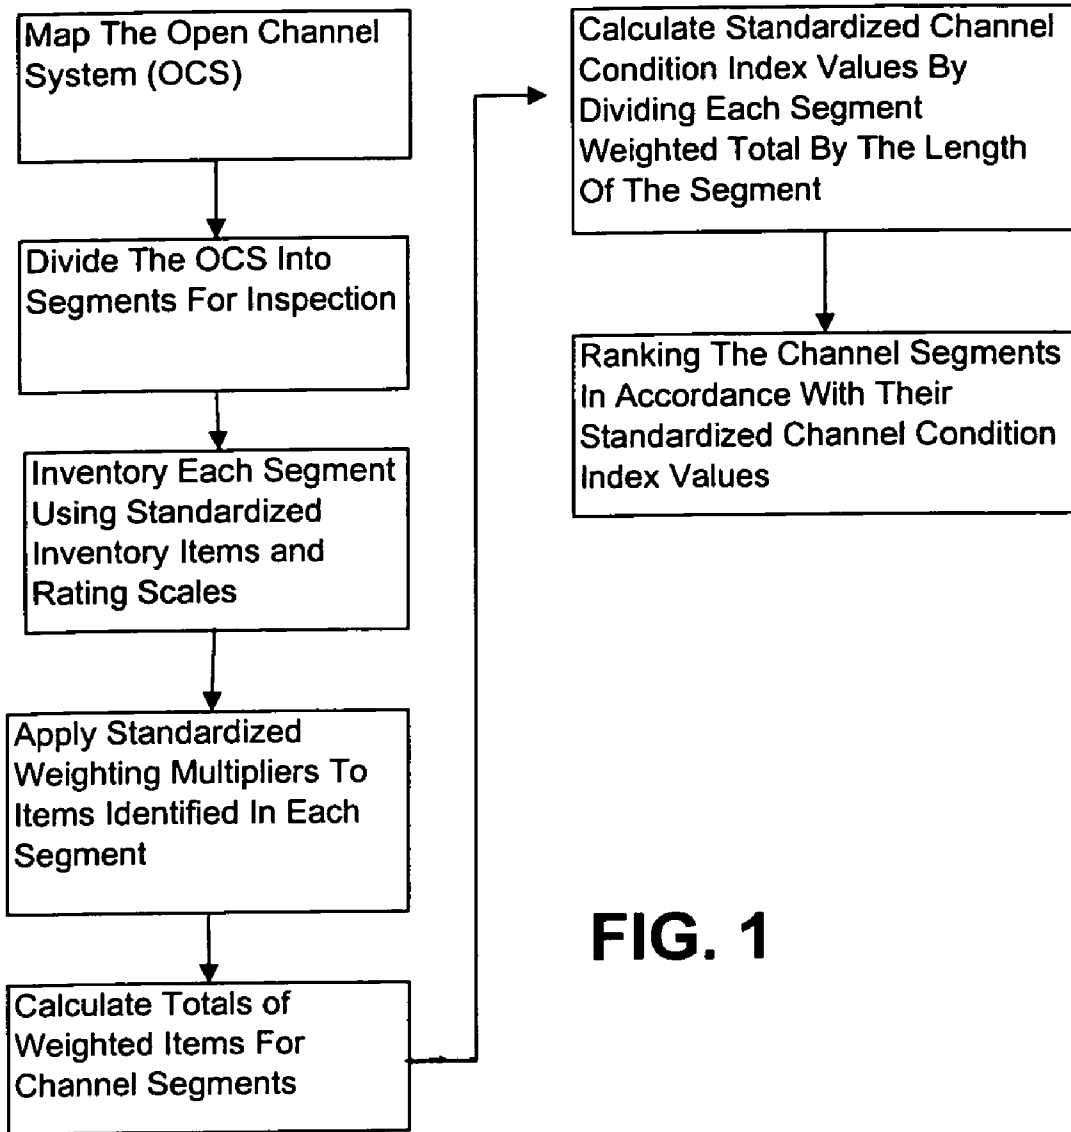 Map The Open Channel
System (OCS)
Divide The OCS Into
Segments For Inspection
Inventory Each Segment
Using Standardized
Inventory Items and
Rating Scales
Apply Standardized
Weighting Multipliers To
Items Identified In Each
Segment
Calculate Totals of
Weighted Items For
Channel Segments
Calculate Standardized Channel
Condition Index Values By
Dividing Each Segment
Weighted Total By The Length
Of The Segment
Ranking The Channel Segments
In Accordance With Their
Standardized Channel Condition
Index Values
FIG. 1